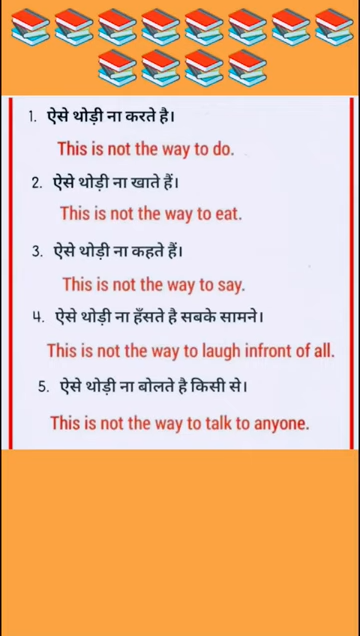 1. ऐसे थोड़ी ना करते है।
This is not the way to do.
2. ऐसे थोड़ी ना खाते हैं।
This is not the way to eat.
3. ऐसे थोड़ी ना कहते हैं।
This is not the way to say.
4. ऐसे थोड़ी ना हँसते है सबके सामने।
This is not the way to laugh infront of all.
5. ऐसे थोड़ी ना बोलते है किसी से।
This is not the way to talk to anyone.